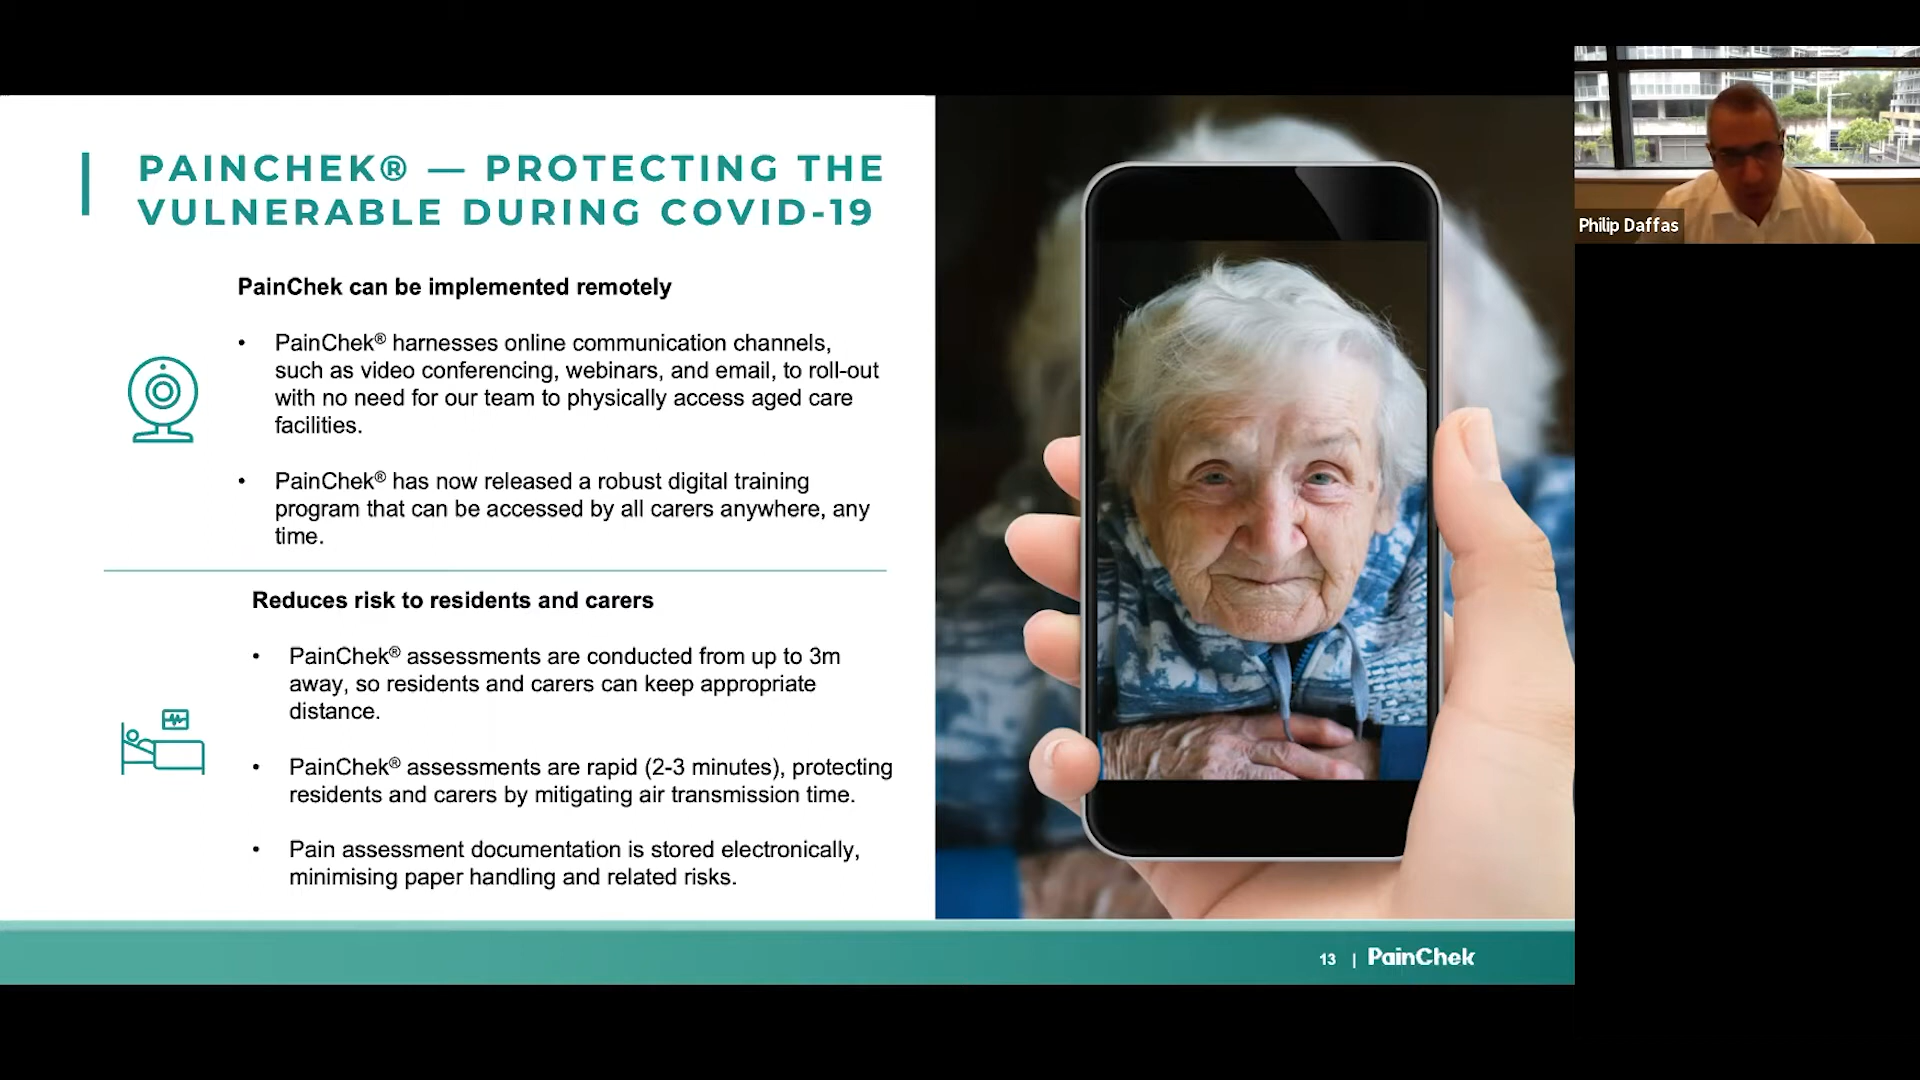 PAINCHEK® — PROTECTING THE
VULNERABLE DURING COVID-19
PainChek can be implemented remotely
• PainChek® harnesses online communication channels,
such as video conferencing, webinars, and email, to roll-out
with no need for our team to physically access aged care
facilities.
• PainChek® has now released a robust digital training
program that can be accessed by all carers anywhere, any
time.
Reduces risk to residents and carers
• PainChek® assessments are conducted from up to 3m
away, so residents and carers can keep appropriate
distance.
• PainChek® assessments are rapid (2-3 minutes), protecting
residents and carers by mitigating air transmission time.
• Pain assessment documentation is stored electronically,
minimising paper handling and related risks.
13 | PainChek
Philip Daffas